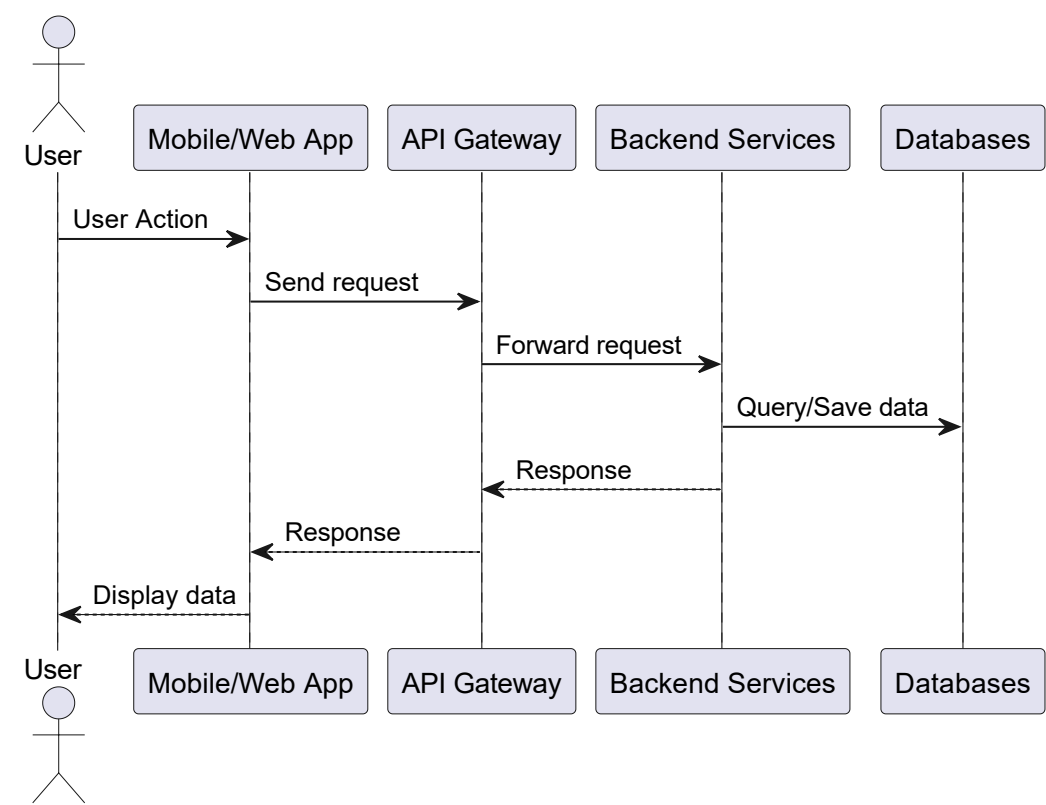 User
Mobile/Web App
API Gateway
Backend Services
Databases
User Action
Send request
Forward request
Query/Save data
Response
Response
Display data
User
Mobile/Web App
API Gateway
Backend Services
Databases